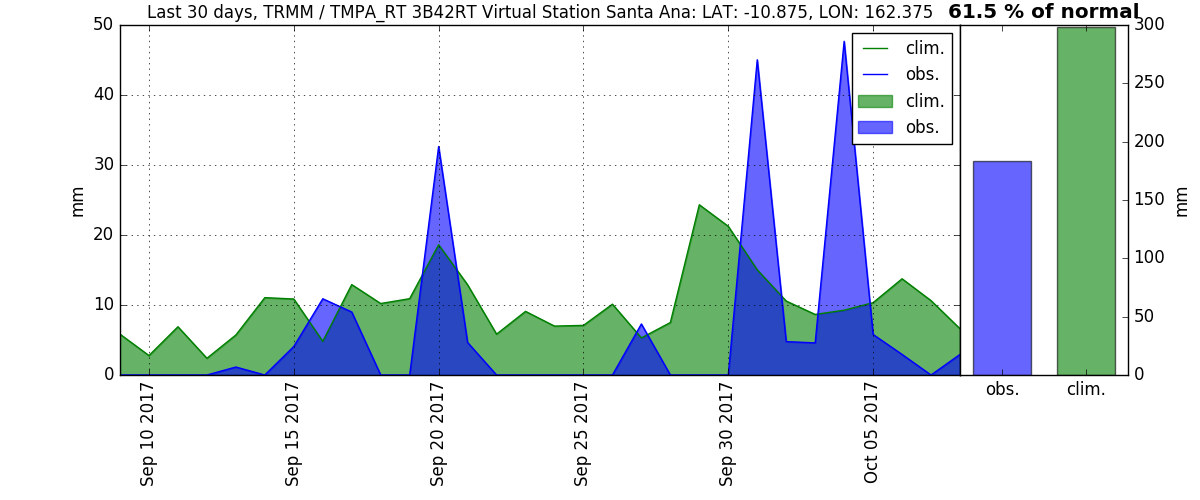 Last 30 days, TRMM / TMPA_RT 3B42RT Virtual Station Santa Ana: LAT: -10.875, LON: 162.375
61.5 % of normal
50
40
30
20
10
0
mm
clim.
obs.
clim.
obs.
Sep 10 2017
Sep 15 2017
Sep 20 2017
Sep 25 2017
Sep 30 2017
Oct 05 2017
300
250
200
150
100
50
0
mm
obs.
clim.